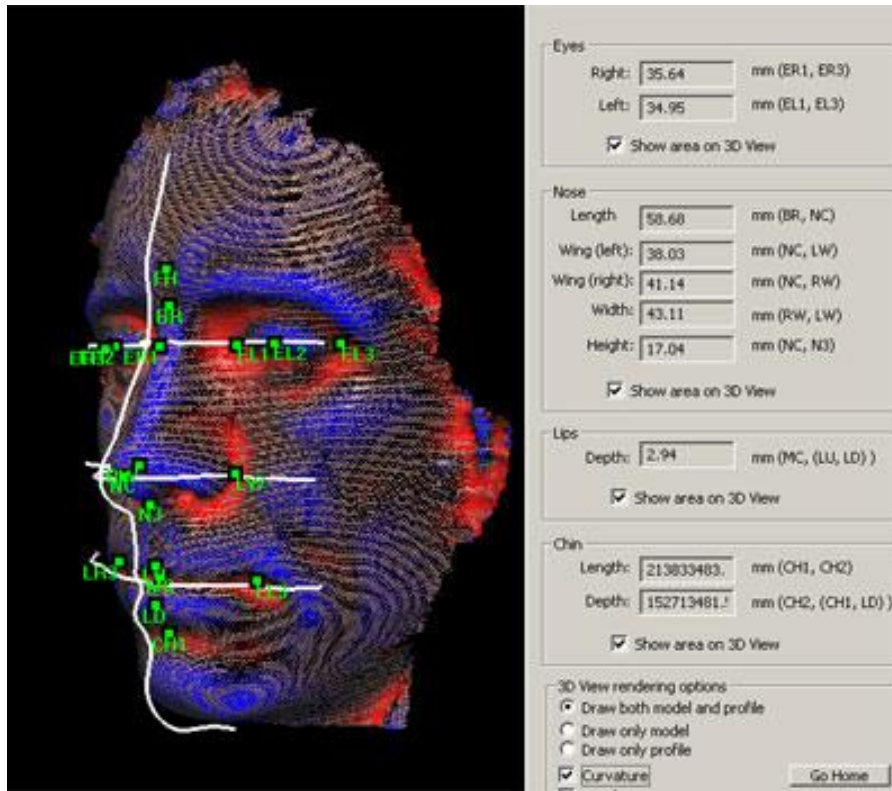 Eyes
Right: 35.64 mm (ER1, ER3)
Left: 34.95 mm (EL1, EL3)
Show area on 3D View
Nose
Length 58.68 mm (BR, NC)
Wing (left): 38.03 mm (NC, LW)
Wing (right): 41.14 mm (NC, RW)
Width: 43.11 mm (RW, LW)
Height: 17.04 mm (NC, N3)
Show area on 3D View
Lips
Depth: 2.94 mm (MC, (LU, LD) )
Show area on 3D View
Chin
Length: 213833483. mm (CH1, CH2)
Depth: 152713481. mm (CH2, (CH1, LD) )
Show area on 3D View
3D View rendering options
Draw both model and profile
Draw only model
Draw only profile
Curvature Go Home
BR
EL2
N3
LD
CH1